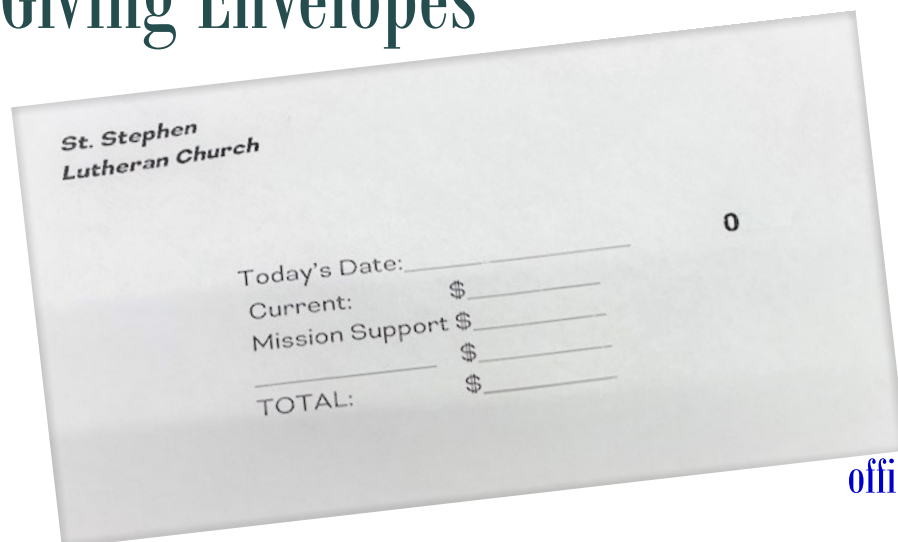 Giving Envelopes
St. Stephen
Lutheran Church
0
Today's Date:
Current: $
Mission Support $
$
TOTAL: $
offi